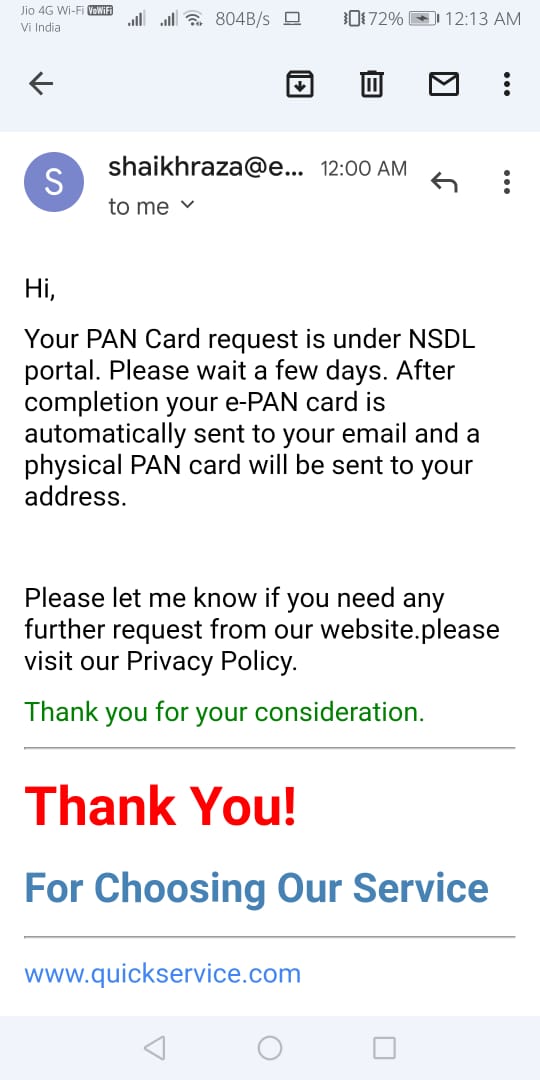 Jio 4G Wi-Fi VoWiFi
Vi India
804B/s
72%
12:13 AM
S
shaikhraza@e... 12:00 AM
to me
Hi,
Your PAN Card request is under NSDL
portal. Please wait a few days. After
completion your e-PAN card is
automatically sent to your email and a
physical PAN card will be sent to your
address.
Please let me know if you need any
further request from our website.please
visit our Privacy Policy.
Thank you for your consideration.
Thank You!
For Choosing Our Service
www.quickservice.com